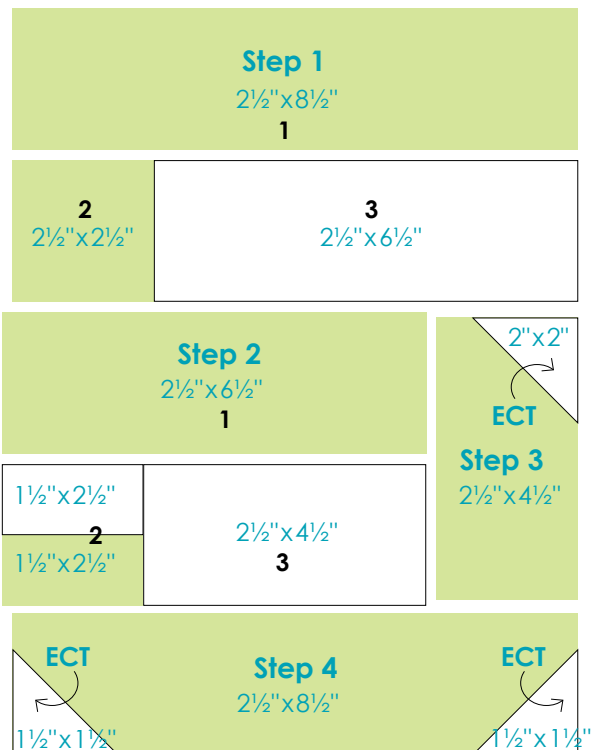 Step 1
2½"x8½"
1
2
2½"x2½"
3
2½"x6½"
Step 2
2½"x6½"
1
2"x2"
ECT
Step 3
2½"x4½"
1½"x2½"
2
1½"x2½"
2½"x4½"
3
ECT
Step 4
2½"x8½"
ECT
1½"x1½"
1½"x1½"